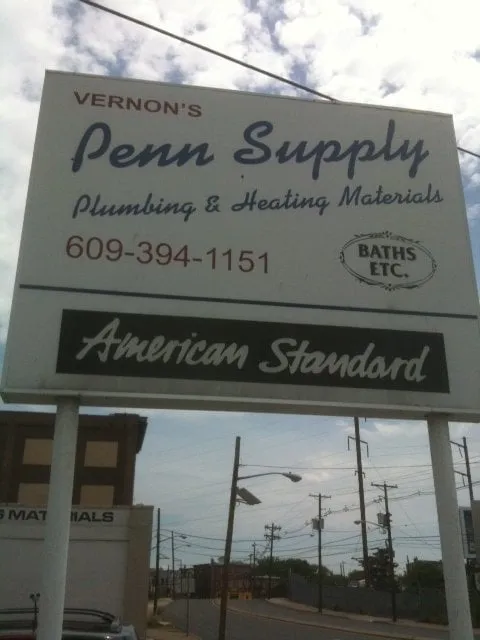 VERNON'S
Penn Supply
Plumbing & Heating Materials
609-394-1151
BATHS
ETC.
American Standard
MATERIALS